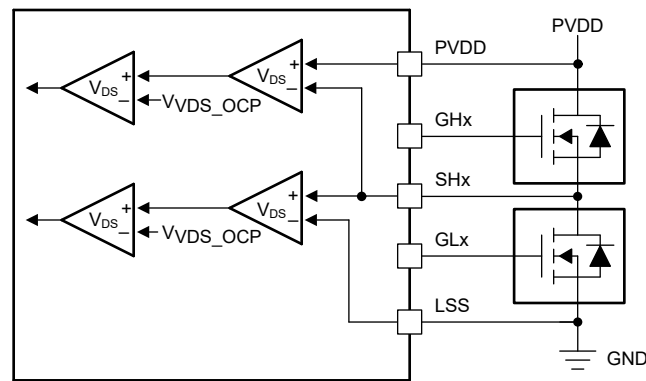 PVDD
PVDD
+
V_DS
–
V_VDS_OCP
+
V_DS
–
GHx
SHx
+
V_DS
–
V_VDS_OCP
+
V_DS
–
GLx
LSS
GND